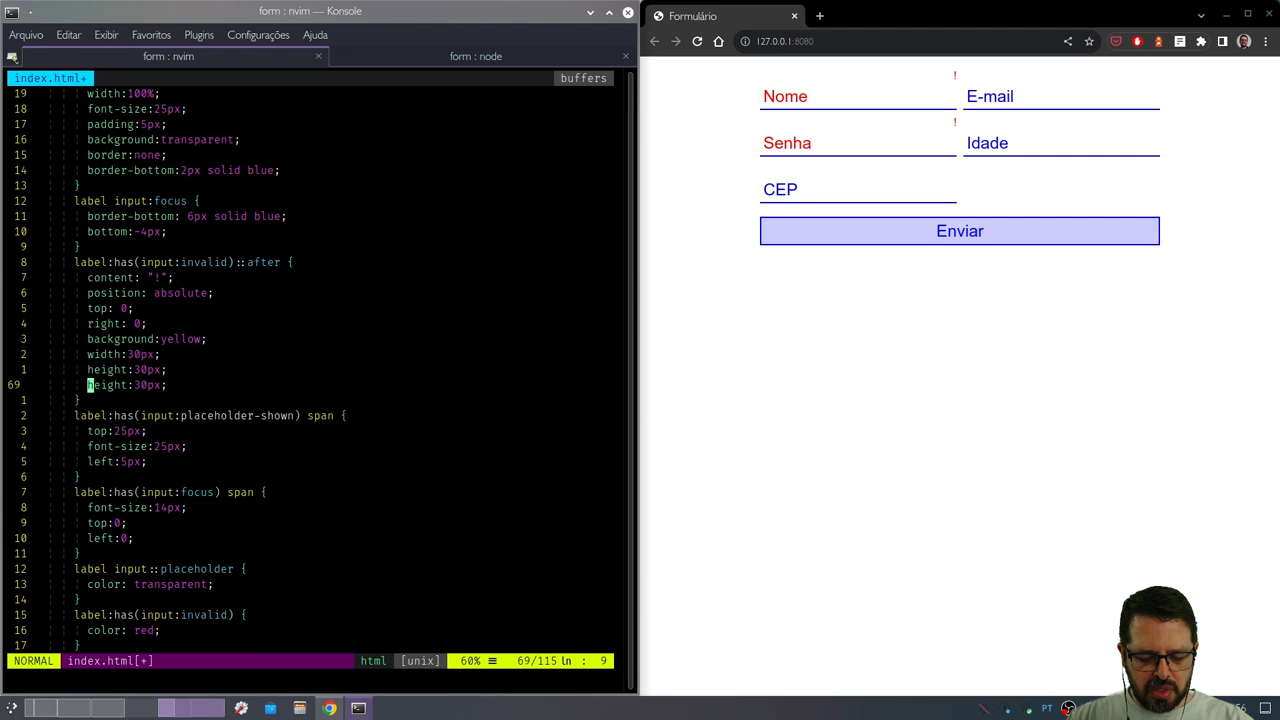 form : nvim — Konsole
Arquivo Editar Exibir Favoritos Plugins Configurações Ajuda
form : nvim
form : node
index.html+
buffers
19 width:100%;
18 font-size:25px;
17 padding:5px;
16 background:transparent;
15 border:none;
14 border-bottom:2px solid blue;
13 }
12 label input:focus {
11 border-bottom: 6px solid blue;
10 bottom:-4px;
9 }
8 label:has(input:invalid)::after {
7 content: "!";
6 position: absolute;
5 top: 0;
4 right: 0;
3 background:yellow;
2 width:30px;
1 height:30px;
69 height:30px;
1 }
2 label:has(input:placeholder-shown) span {
3 top:25px;
4 font-size:25px;
5 left:5px;
6 }
7 label:has(input:focus) span {
8 font-size:14px;
9 top:0;
10 left:0;
11 }
12 label input::placeholder {
13 color: transparent;
14 }
15 label:has(input:invalid) {
16 color: red;
17 }
NORMAL index.html[+] html [unix] 60% ≡ 69/115 ln : 9
Formulário
127.0.0.1:8080
!
Nome E-mail
!
Senha Idade
CEP
Enviar
PT